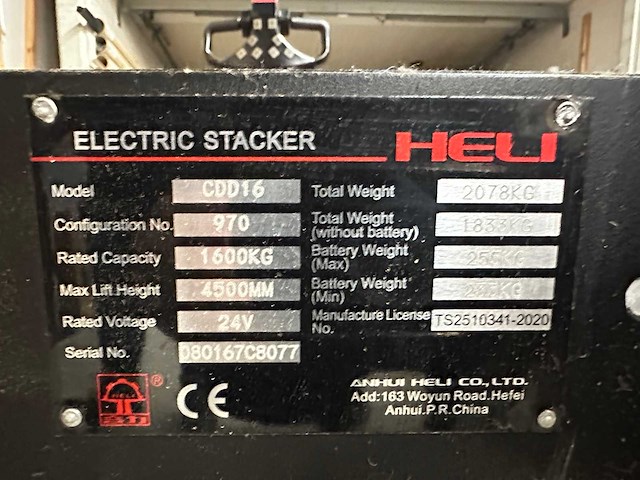 ELECTRIC STACKER HELI
Model CDD16
Configuration No. 970
Rated Capacity 1600KG
Max Lift Height 4500MM
Rated Voltage 24V
Serial No. 080167C8077
Total Weight 2078KG
Total Weight
(without battery)
Battery Weight
(Max)
Battery Weight
(Min)
Manufacture License
No. TS2510341-2020
HELI
®
CE
ANHUI HELI CO., LTD.
Add:163 Woyun Road.Hefei
Anhui.P.R.China